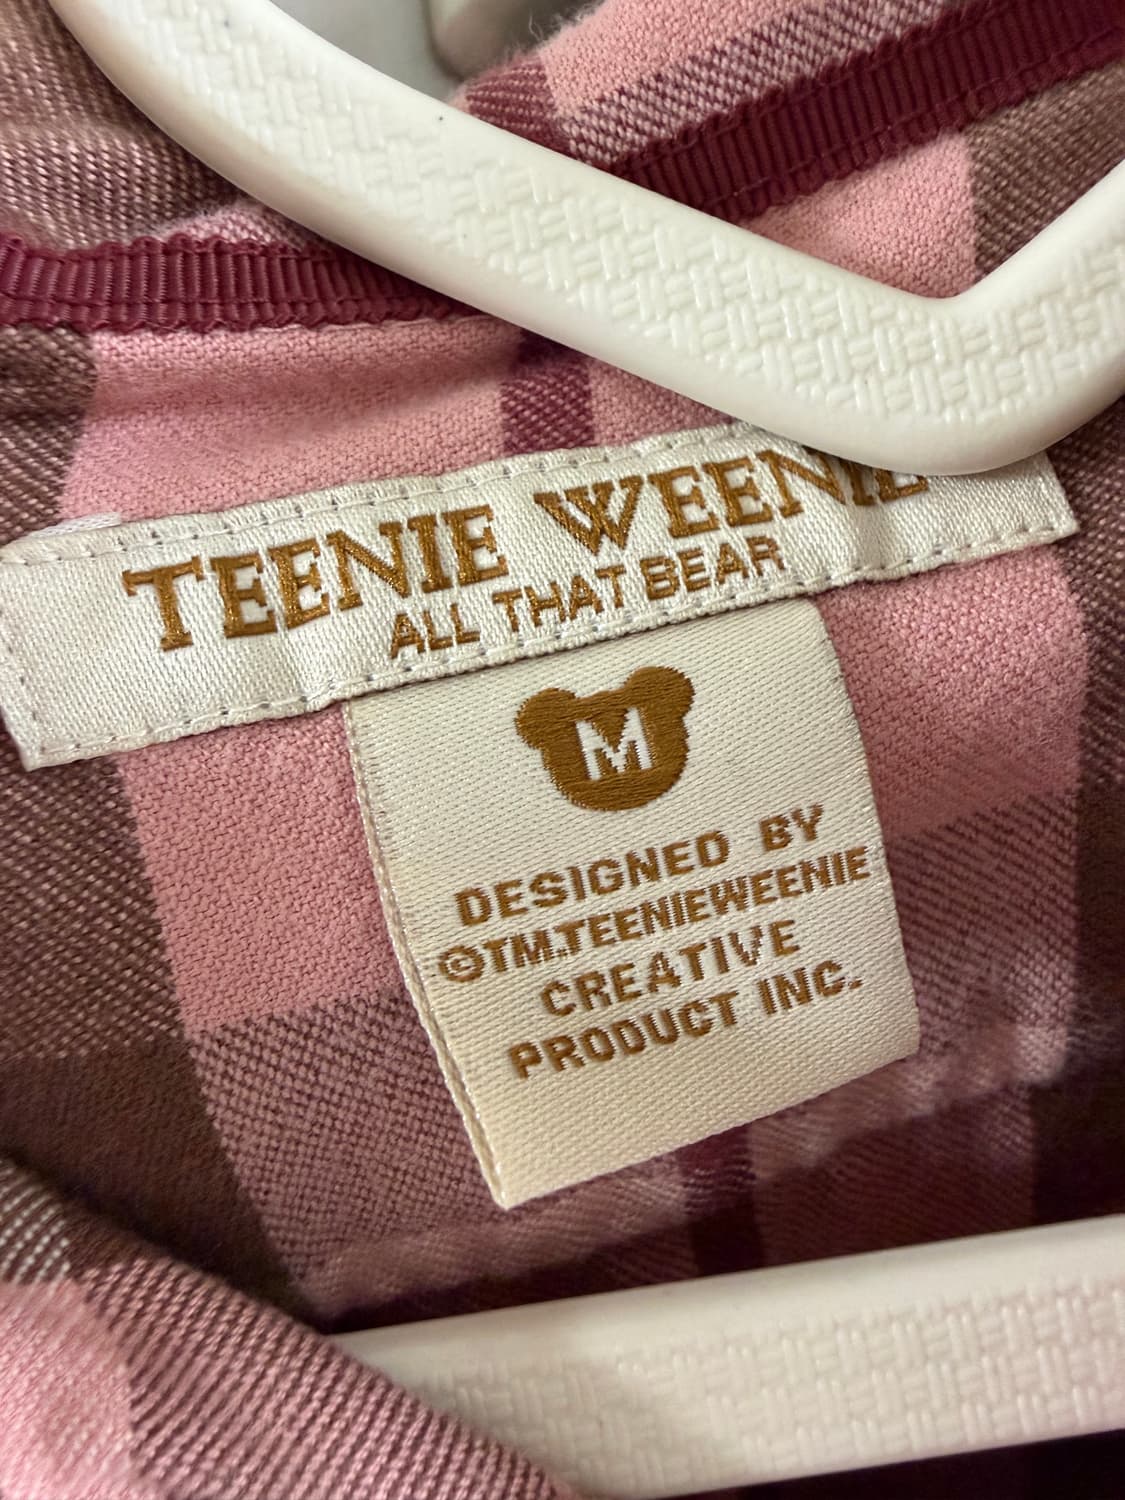 TEENIE WEENIE
ALL THAT BEAR
M
DESIGNED BY
©TM.TEENIEWEENIE
CREATIVE
PRODUCT INC.